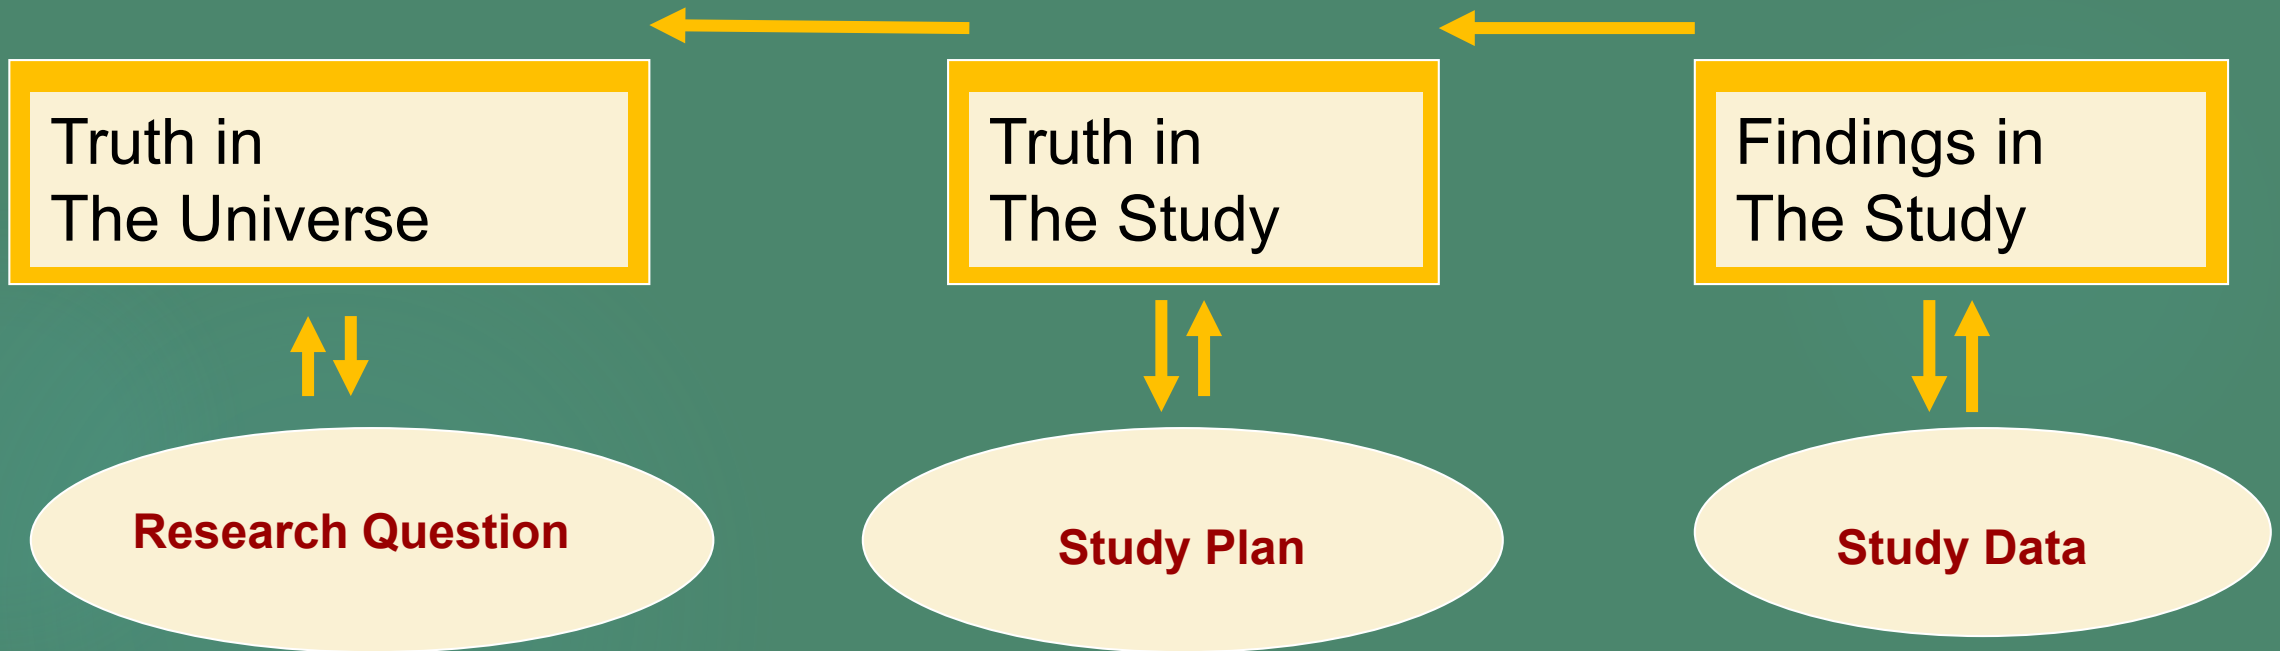 Truth in
The Universe
Truth in
The Study
Findings in
The Study
Research Question
Study Plan
Study Data